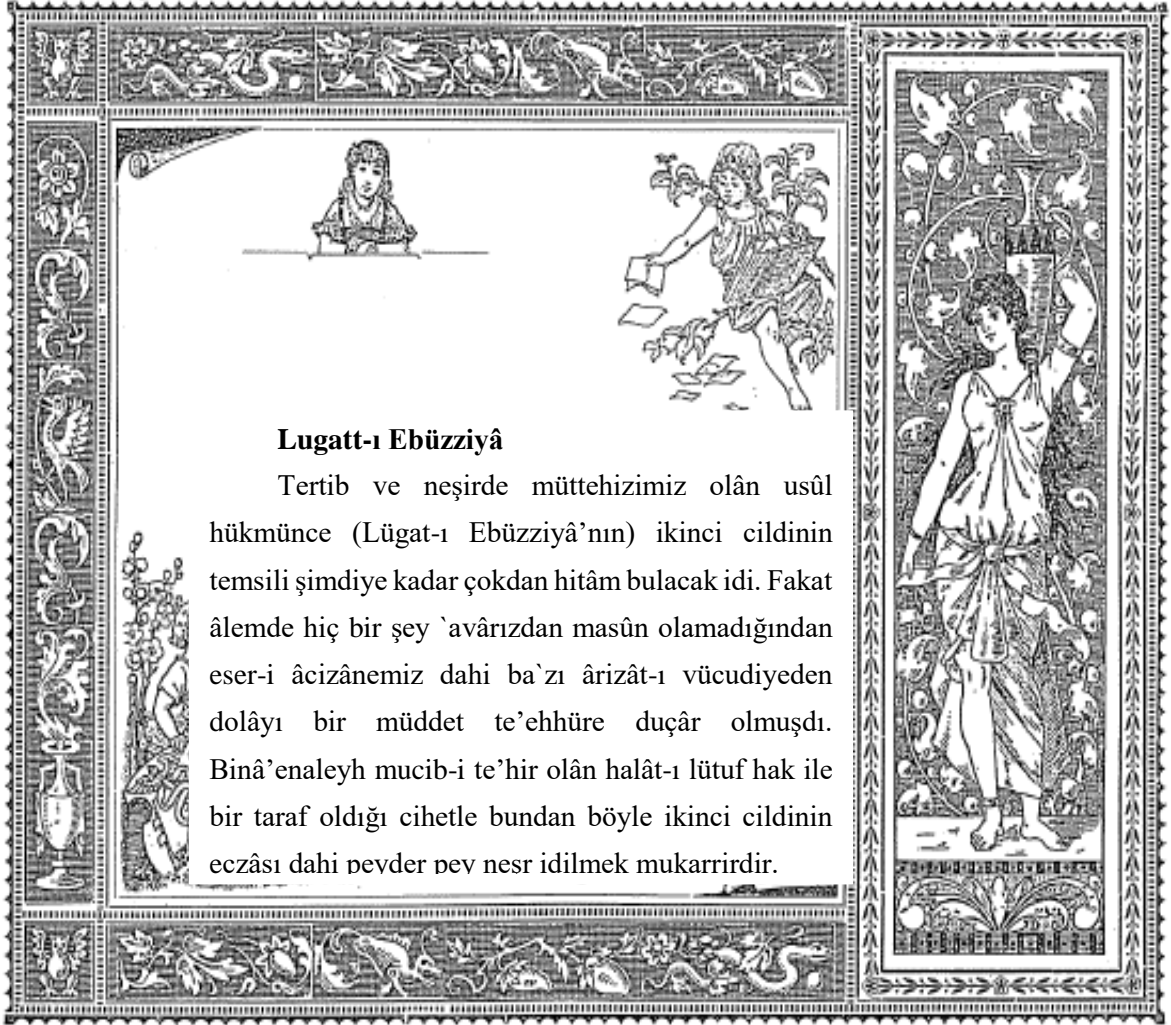 Lugatt-ı Ebüzziyâ
Tertib ve neşirde müttehizimiz olân usûl
hükmünce (Lügat-ı Ebüzziyâ’nın) ikinci cildinin
temsili şimdiye kadar çokdan hitâm bulacak idi. Fakat
âlemde hiç bir şey `avârızdan masûn olamadığından
eser-i âcizânemiz dahi ba`zı ârizât-ı vücudiyeden
dolâyı bir müddet te’ehhüre duçâr olmuşdı.
Binâ’enaleyh mucib-i te’hir olân halât-ı lütuf hak ile
bir taraf oldığı cihetle bundan böyle ikinci cildinin
eczâsı dahi peyder pey neşr idilmek mukarrirdir.